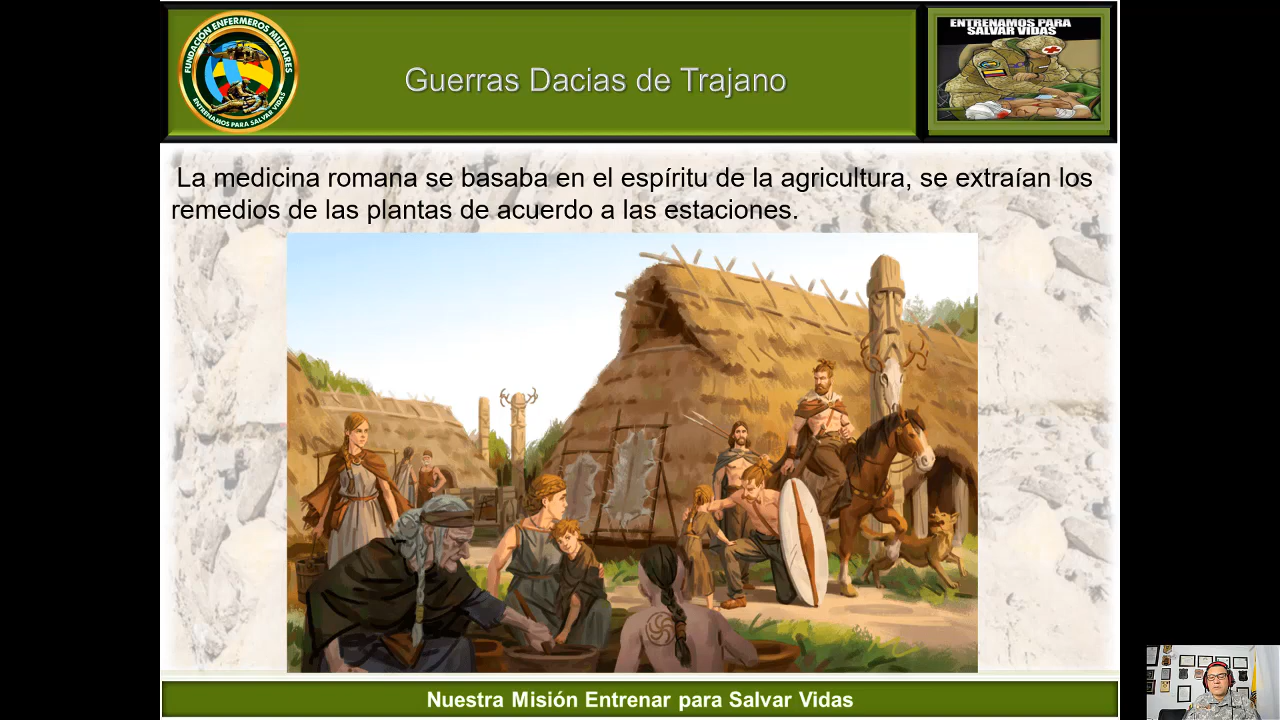 FUNDACIÓN ENFERMEROS MILITARES
ENTRENAMOS PARA SALVAR VIDAS
Guerras Dacias de Trajano
ENTRENAMOS PARA
SALVAR VIDAS
La medicina romana se basaba en el espíritu de la agricultura, se extraían los
remedios de las plantas de acuerdo a las estaciones.
Nuestra Misión Entrenar para Salvar Vidas